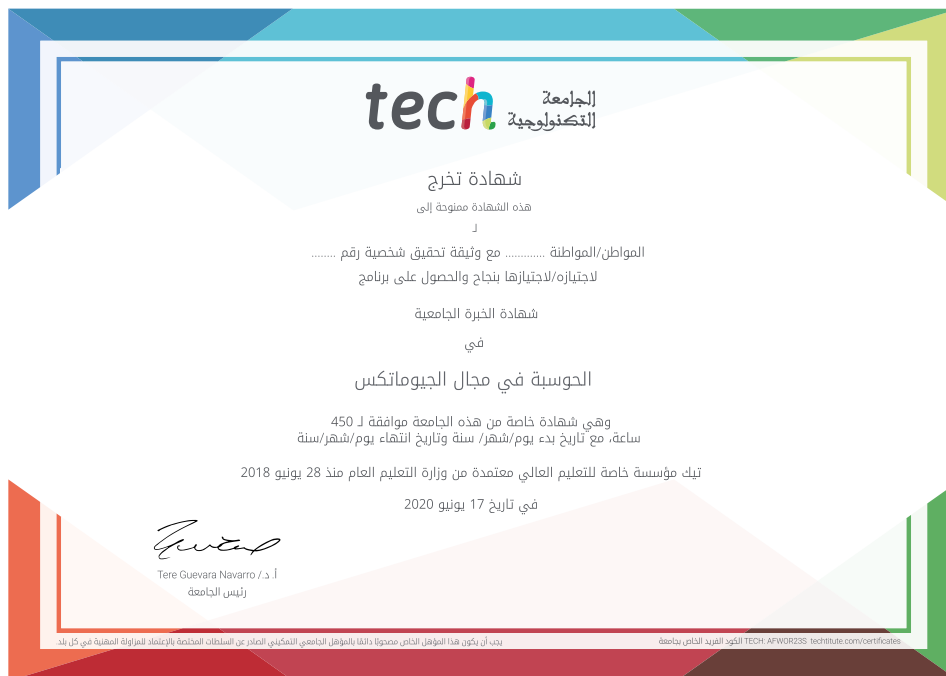 tech الجامعة
التكنولوجية
شهادة تخرج
هذه الشهادة ممنوحة إلى
لـ
المواطن/المواطنة ............. مع وثيقة تحقيق شخصية رقم ........
لاجتيازه/لاجتيازها بنجاح والحصول على برنامج
شهادة الخبرة الجامعية
في
الحوسبة في مجال الجيوماتكس
وهي شهادة خاصة من هذه الجامعة موافقة لـ 450
ساعة، مع تاريخ بدء يوم/شهر/ سنة وتاريخ انتهاء يوم/شهر/سنة
تيك مؤسسة خاصة للتعليم العالي معتمدة من وزارة التعليم العام منذ 28 يونيو 2018
في تاريخ 17 يونيو 2020
أ. د./ Tere Guevara Navarro
رئيس الجامعة
يجب أن يكون هذا المؤهل الخاص مصحوبًا دائمًا بالمؤهل الجامعي التمكيني الصادر عن السلطات المختصة بالإعتماد للمزاولة المهنية في كل بلد.
الكود الفريد الخاص بجامعة TECH: AFWOR23S techtitute.com/certificates